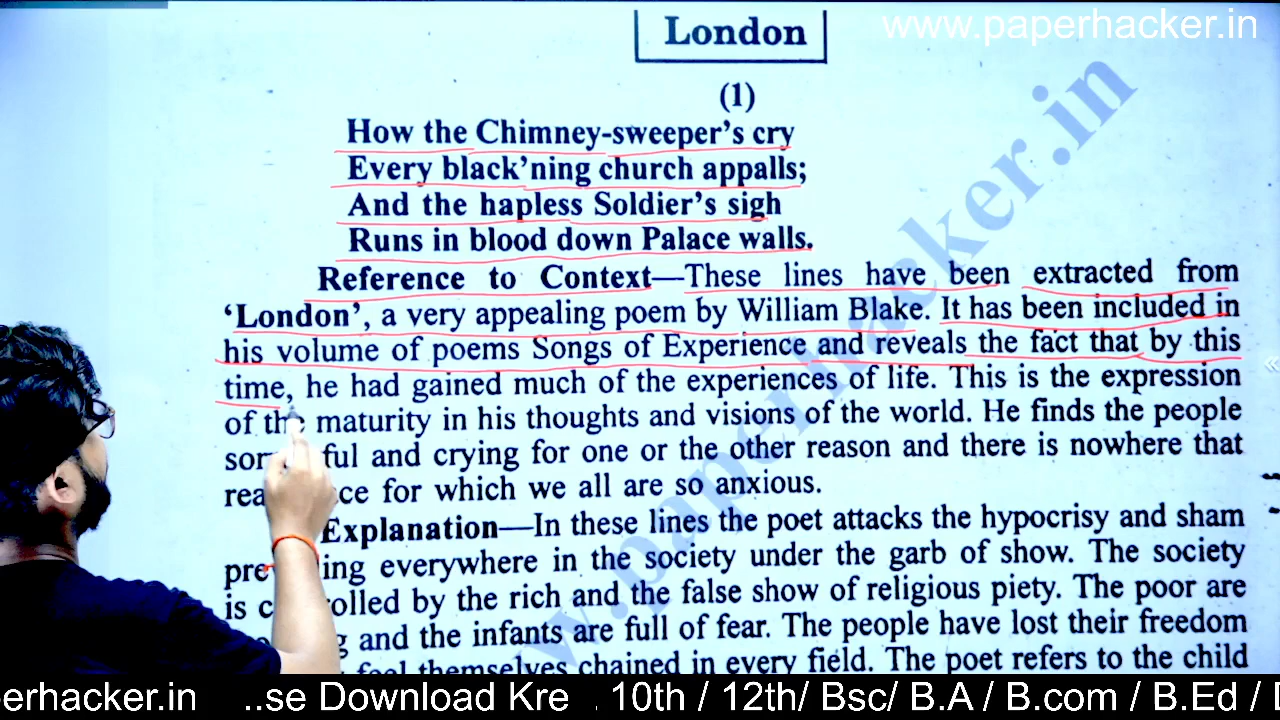 www.paperhacker.in
London
(1)
How the Chimney-sweeper's cry
Every black'ning church appalls;
And the hapless Soldier's sigh
Runs in blood down Palace walls.
Reference to Context—These lines have been extracted from
'London', a very appealing poem by William Blake. It has been included in
his volume of poems Songs of Experience and reveals the fact that by this
time, he had gained much of the experiences of life. This is the expression
of the maturity in his thoughts and visions of the world. He finds the people
ful and crying for one or the other reason and there is nowhere that
for which we all are so anxious.
Explanation—In these lines the poet attacks the hypocrisy and sham
everywhere in the society under the garb of show. The society
is by the rich and the false show of religious piety. The poor are
and the infants are full of fear. The people have lost their freedom
feel themselves chained in every field. The poet refers to the child
v.paperhacker.in
perhacker.in ..se Download Kre . 10th / 12th/ Bsc/ B.A / B.com / B.Ed /